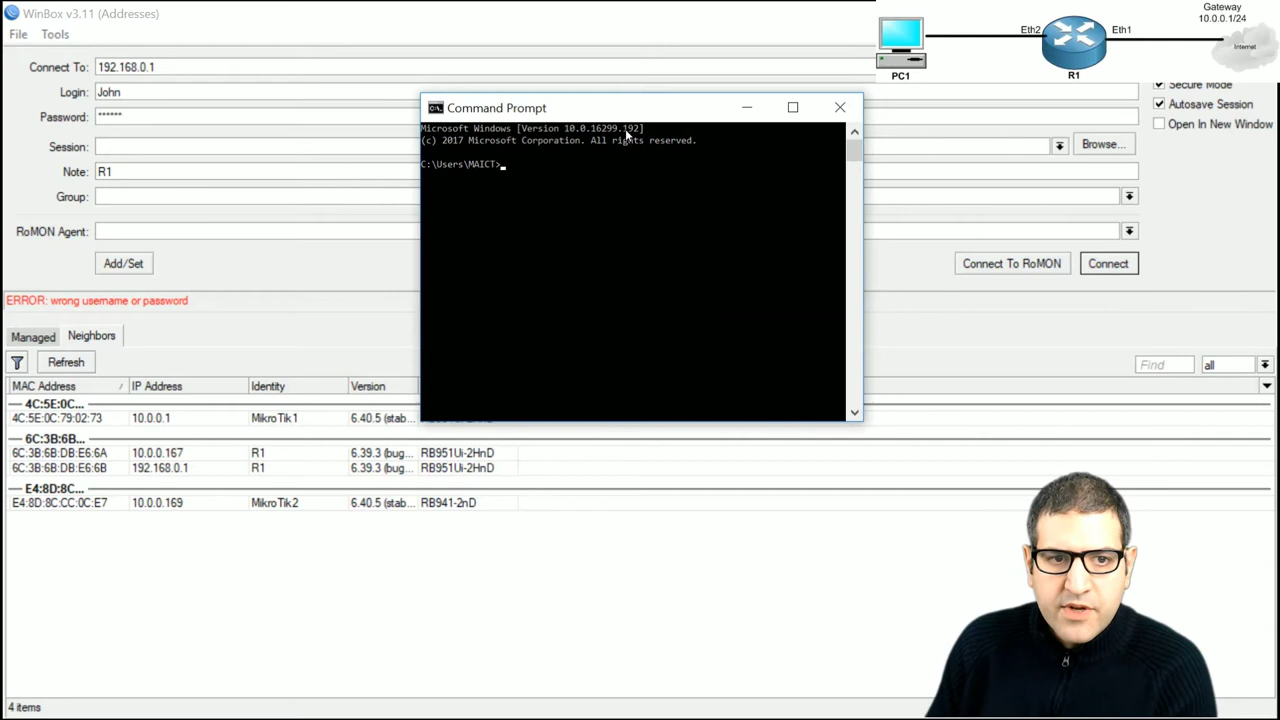 WinBox v3.11 (Addresses)
File Tools
Connect To: 192.168.0.1
Login: John
Password: ******
Session:
Browse...
Note: R1
Group:
RoMON Agent:
Add/Set
Connect To RoMON
Connect
Secure Mode
Autosave Session
Open In New Window
Gateway
10.0.0.1/24
Eth2
Eth1
Internet
PC1
R1
Command Prompt
Microsoft Windows [Version 10.0.16299.192]
(c) 2017 Microsoft Corporation. All rights reserved.
C:\Users\MAICT>
ERROR: wrong username or password
Managed Neighbors
Refresh
Find
all
MAC Address / IP Address Identity Version
4C:5E:0C...
4C:5E:0C:79:02:73 10.0.0.1 MikroTik1 6.40.5 (stab...
6C:3B:6B...
6C:3B:6B:DB:E6:6A 10.0.0.167 R1 6.39.3 (bug... RB951Ui-2HnD
6C:3B:6B:DB:E6:6B 192.168.0.1 R1 6.39.3 (bug... RB951Ui-2HnD
E4:8D:8C...
E4:8D:8C:CC:0C:E7 10.0.0.169 MikroTik2 6.40.5 (stab... RB941-2nD
4 items